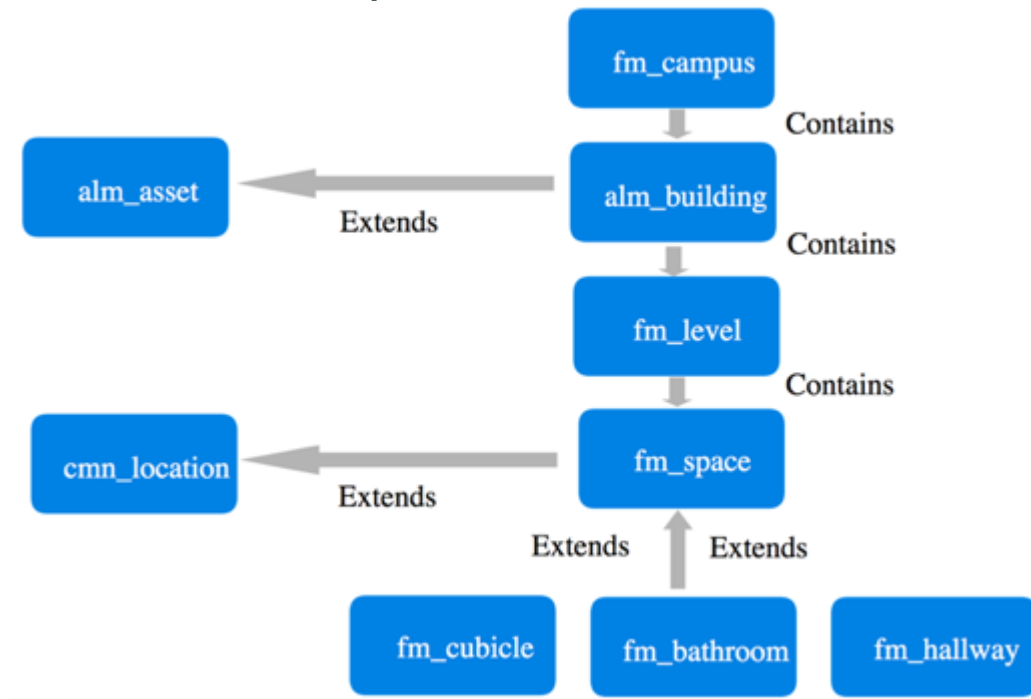 fm_campus
Contains
alm_asset
alm_building
Extends
Contains
fm_level
Contains
cmn_location
fm_space
Extends
Extends
Extends
fm_cubicle
fm_bathroom
fm_hallway